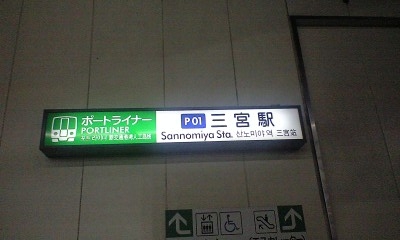 ポートライナー
PORTLINER
P01 三宮駅
Sannomiya Sta. 산노미야 역 三宫站